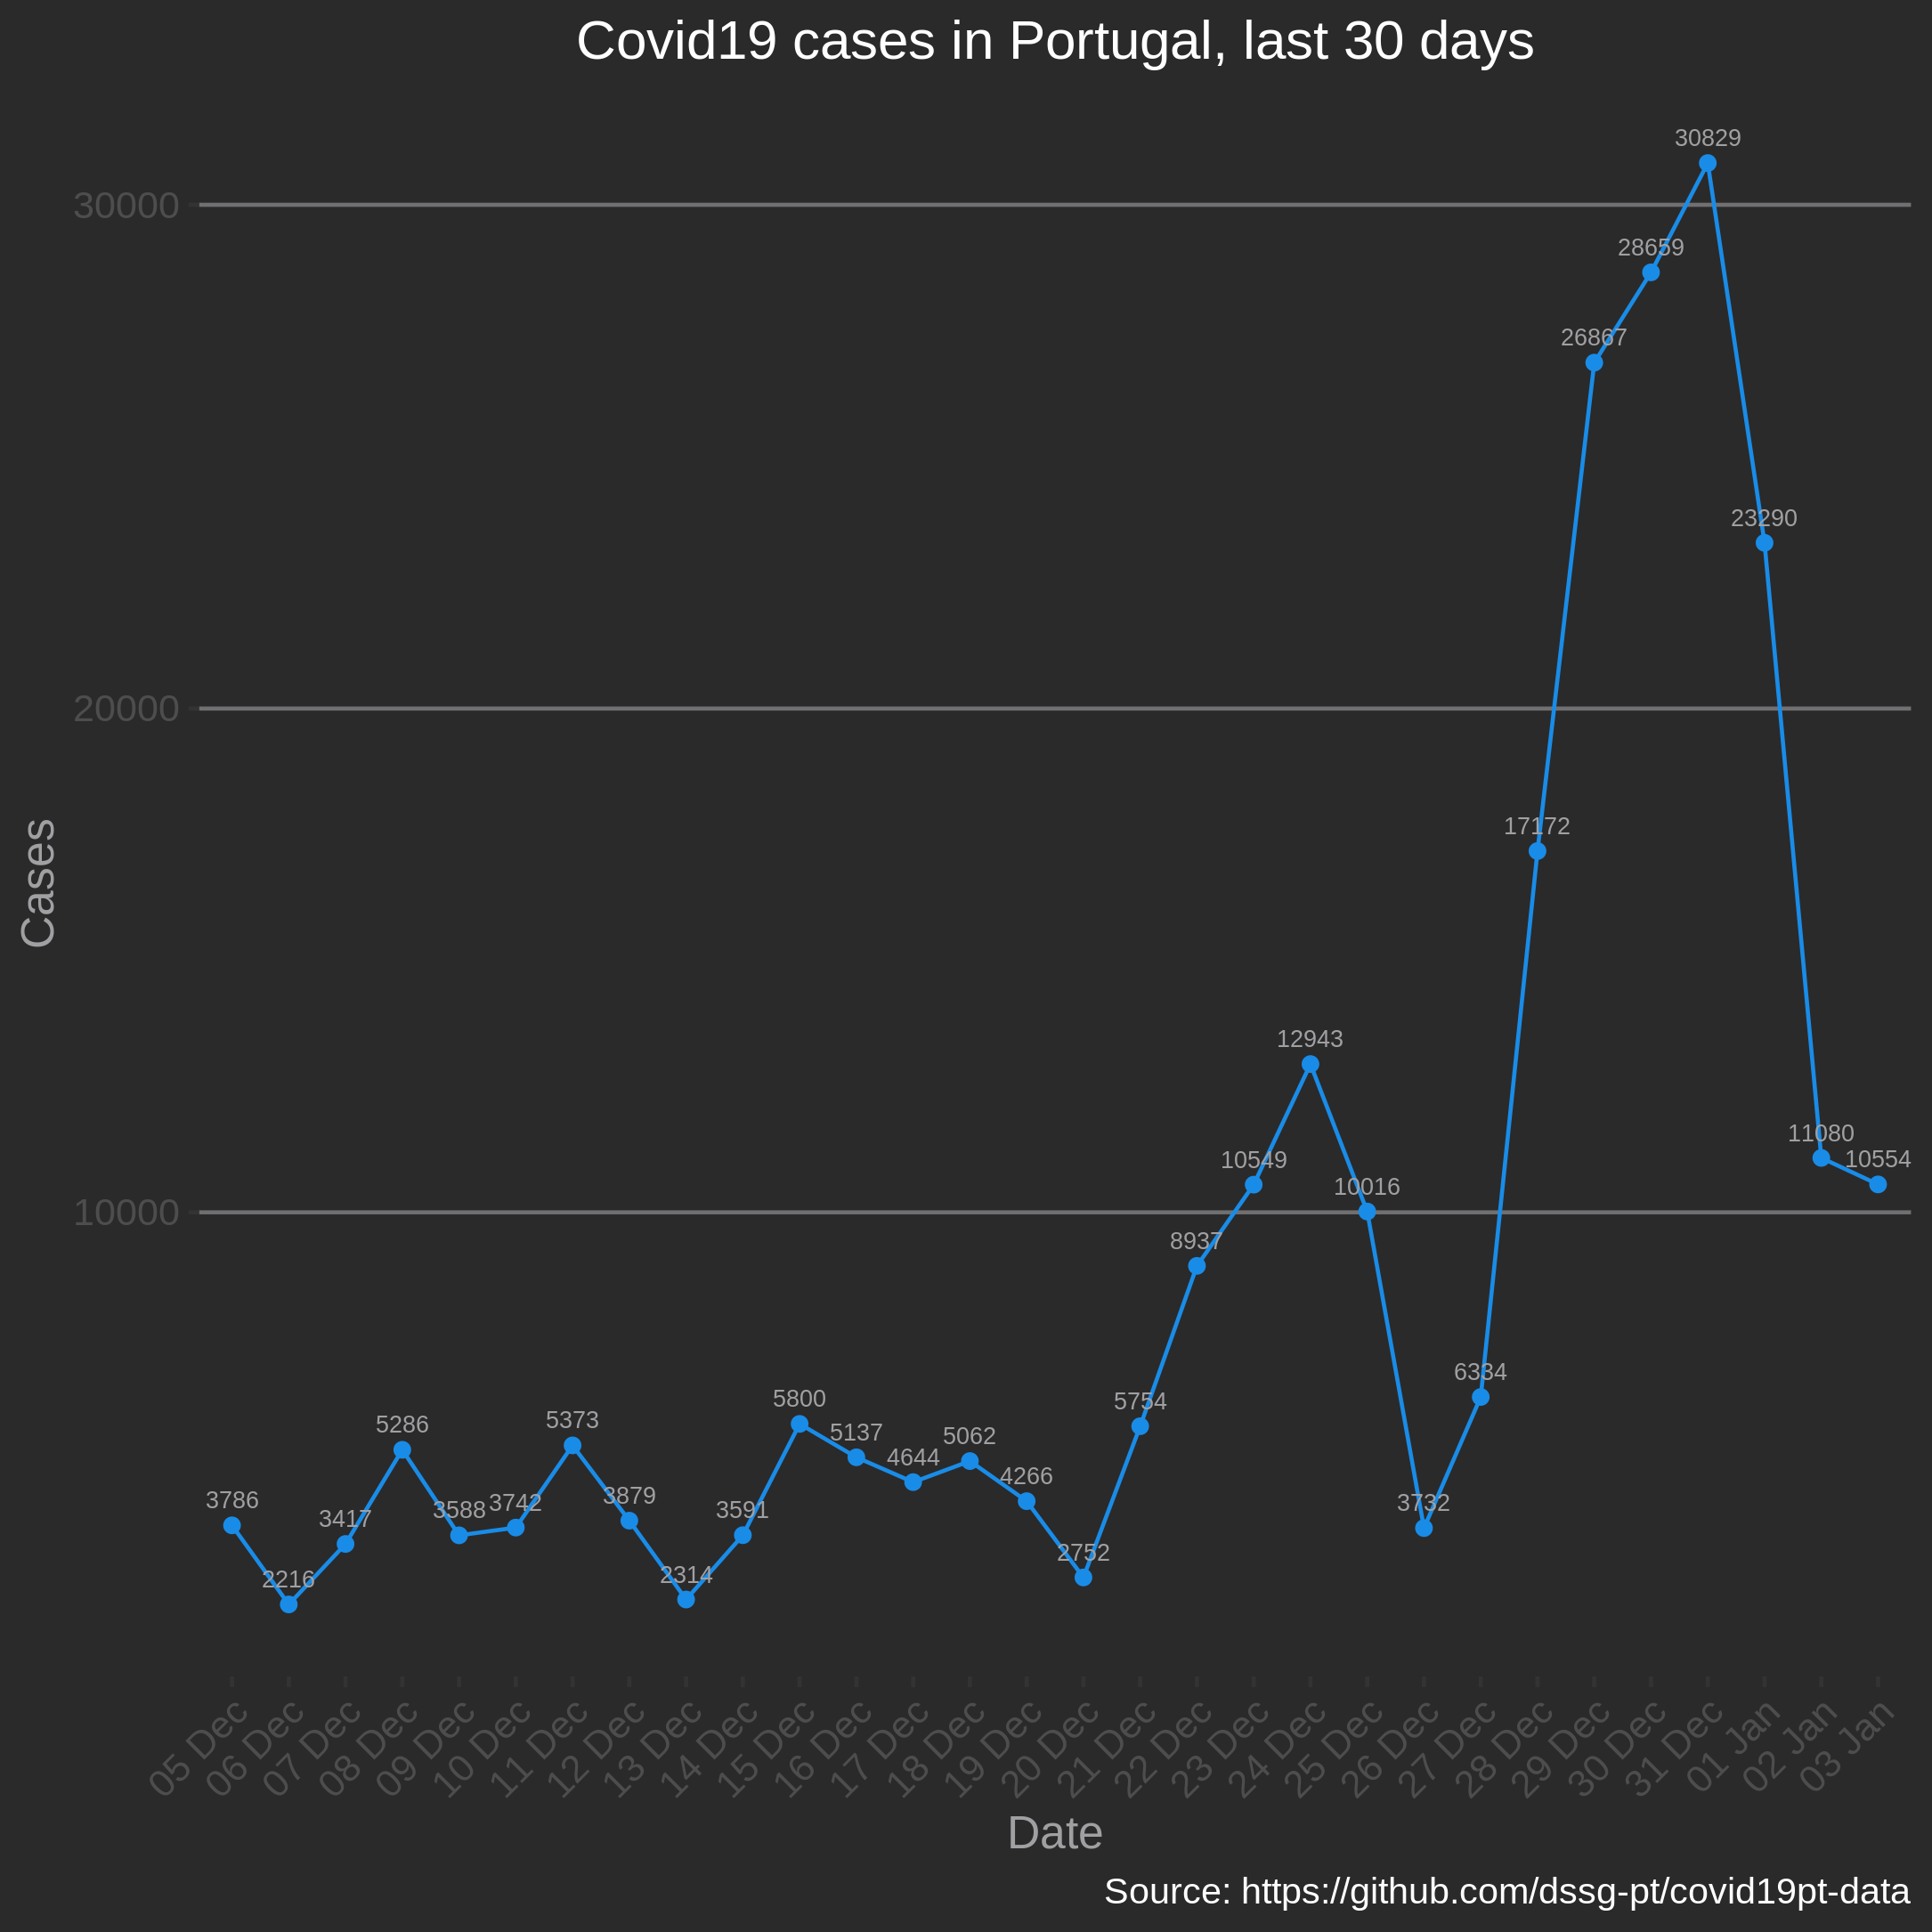 Covid19 cases in Portugal, last 30 days
30829
30000
28659
26867
23290
20000
17172
Cases
12943
11080
10554
10549
10016
10000
8937
6334
5800
5754
5373
5286
5137
5062
4644
4266
3879
3786
3742
3732
3591
3588
3417
2752
2314
2216
05 Dec
06 Dec
07 Dec
08 Dec
09 Dec
10 Dec
11 Dec
12 Dec
13 Dec
14 Dec
15 Dec
16 Dec
17 Dec
18 Dec
19 Dec
20 Dec
21 Dec
22 Dec
23 Dec
24 Dec
25 Dec
26 Dec
27 Dec
28 Dec
29 Dec
30 Dec
31 Dec
01 Jan
02 Jan
03 Jan
Date
Source: https://github.com/dssg-pt/covid19pt-data